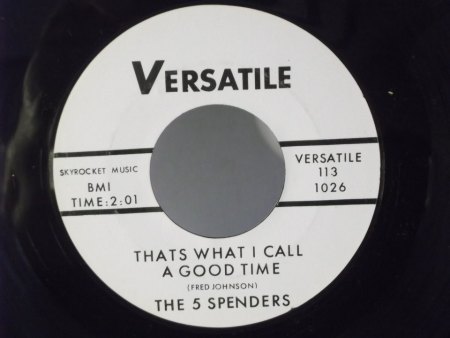 VERSATILE
SKYROCKET MUSIC
BMI
TIME:2:01
VERSATILE
113
1026
THATS WHAT I CALL
A GOOD TIME
(FRED JOHNSON)
THE 5 SPENDERS